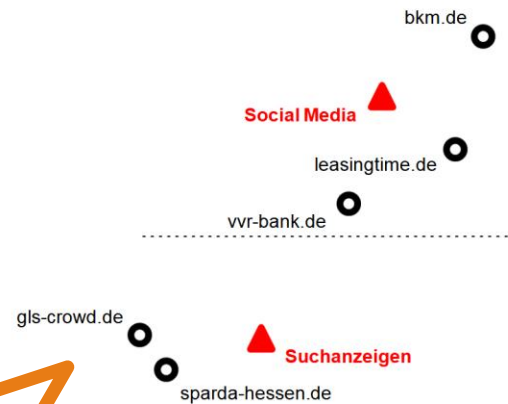 bkm.de
Social Media
leasingtime.de
vvr-bank.de
gls-crowd.de
Suchanzeigen
sparda-hessen.de